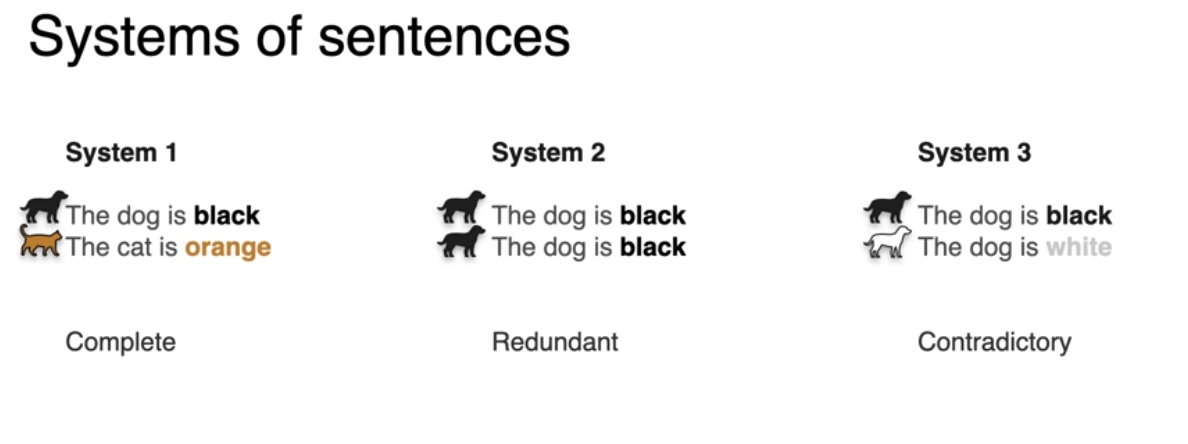 Systems of sentences
System 1
The dog is black
The cat is orange
Complete
System 2
The dog is black
The dog is black
Redundant
System 3
The dog is black
The dog is white
Contradictory